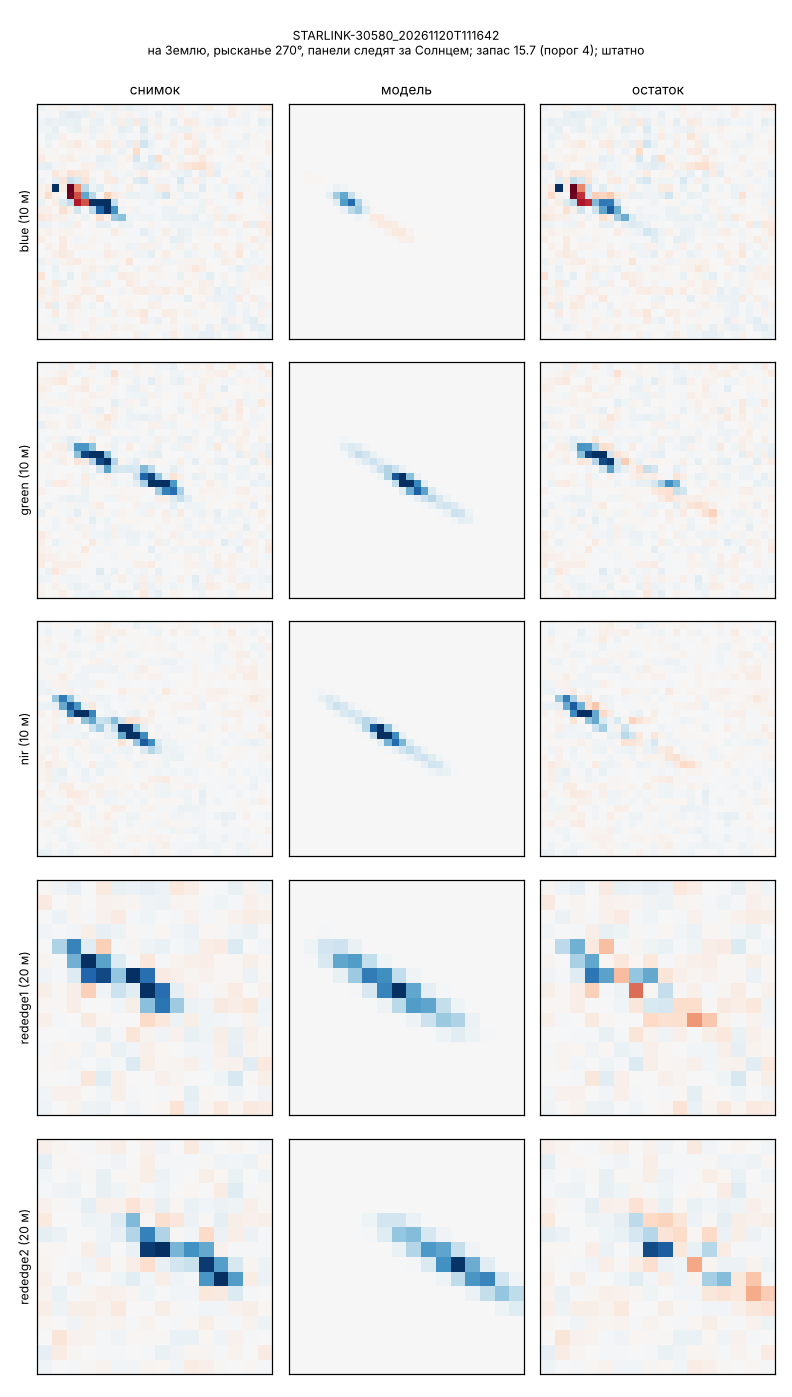 STARLINK-30580_20261120T111642
на Землю, рысканье 270°, панели следят за Солнцем; запас 15.7 (порог 4); штатно
снимок модель остаток
blue (10 м)
green (10 м)
nir (10 м)
rededge1 (20 м)
rededge2 (20 м)